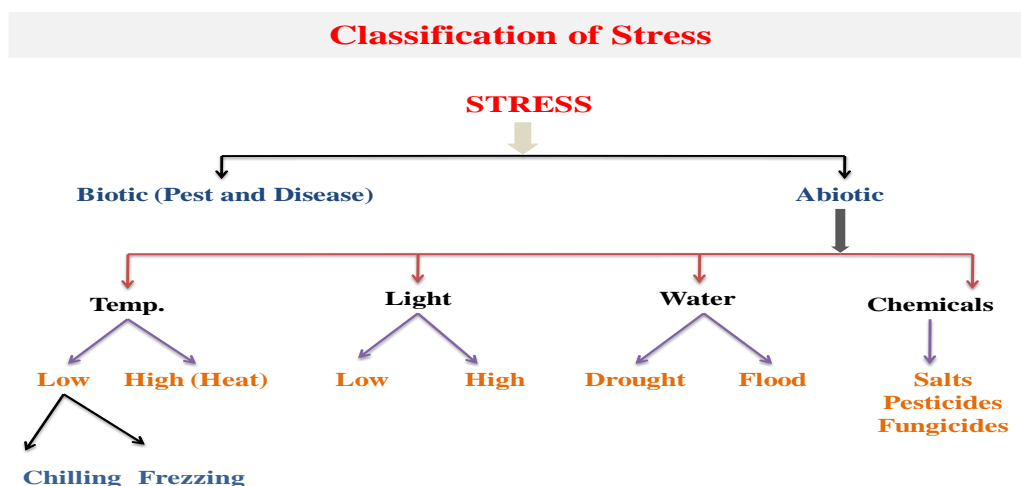 Classification of Stress
STRESS
Biotic (Pest and Disease)
Abiotic
Temp.
Light
Water
Chemicals
Low
High (Heat)
Low
High
Drought
Flood
Salts
Pesticides
Fungicides
Chilling
Frezzing